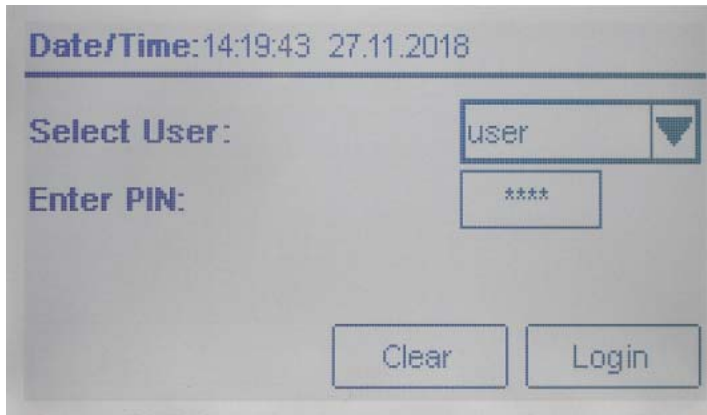 Date/Time:14:19:43 27.11.2018
Select User: user
Enter PIN: ****
Clear Login